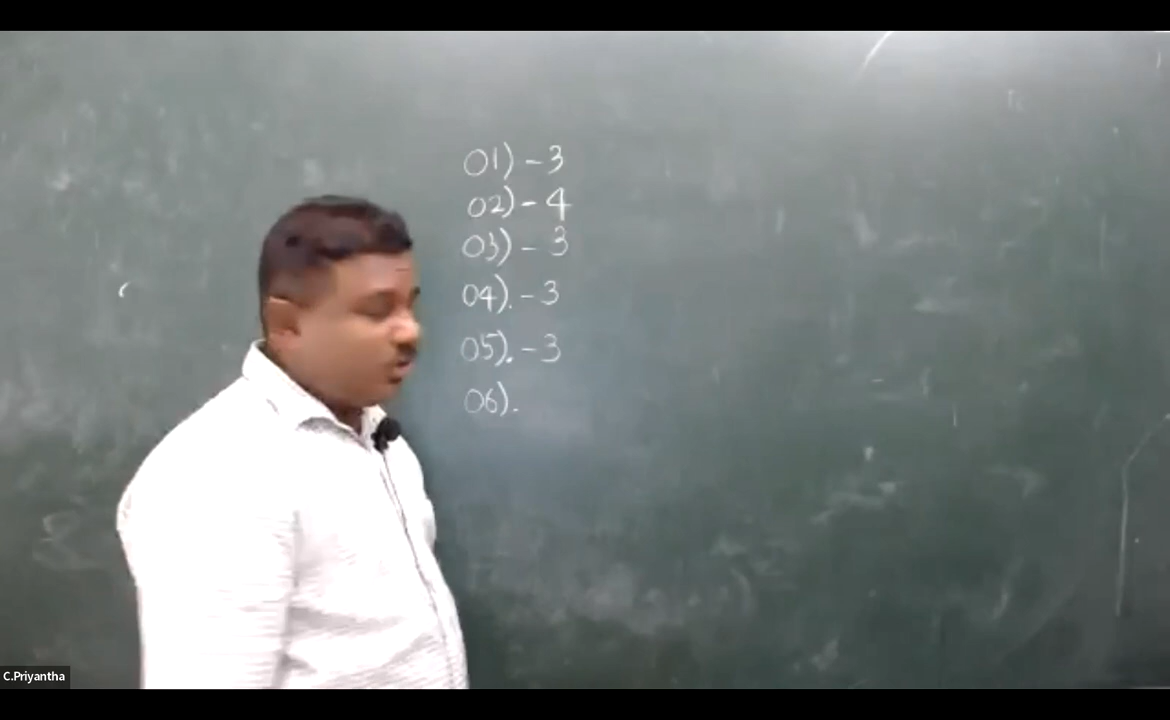 01) - 3
02) - 4
03) - 3
04). - 3
05). - 3
06).
C.Priyantha